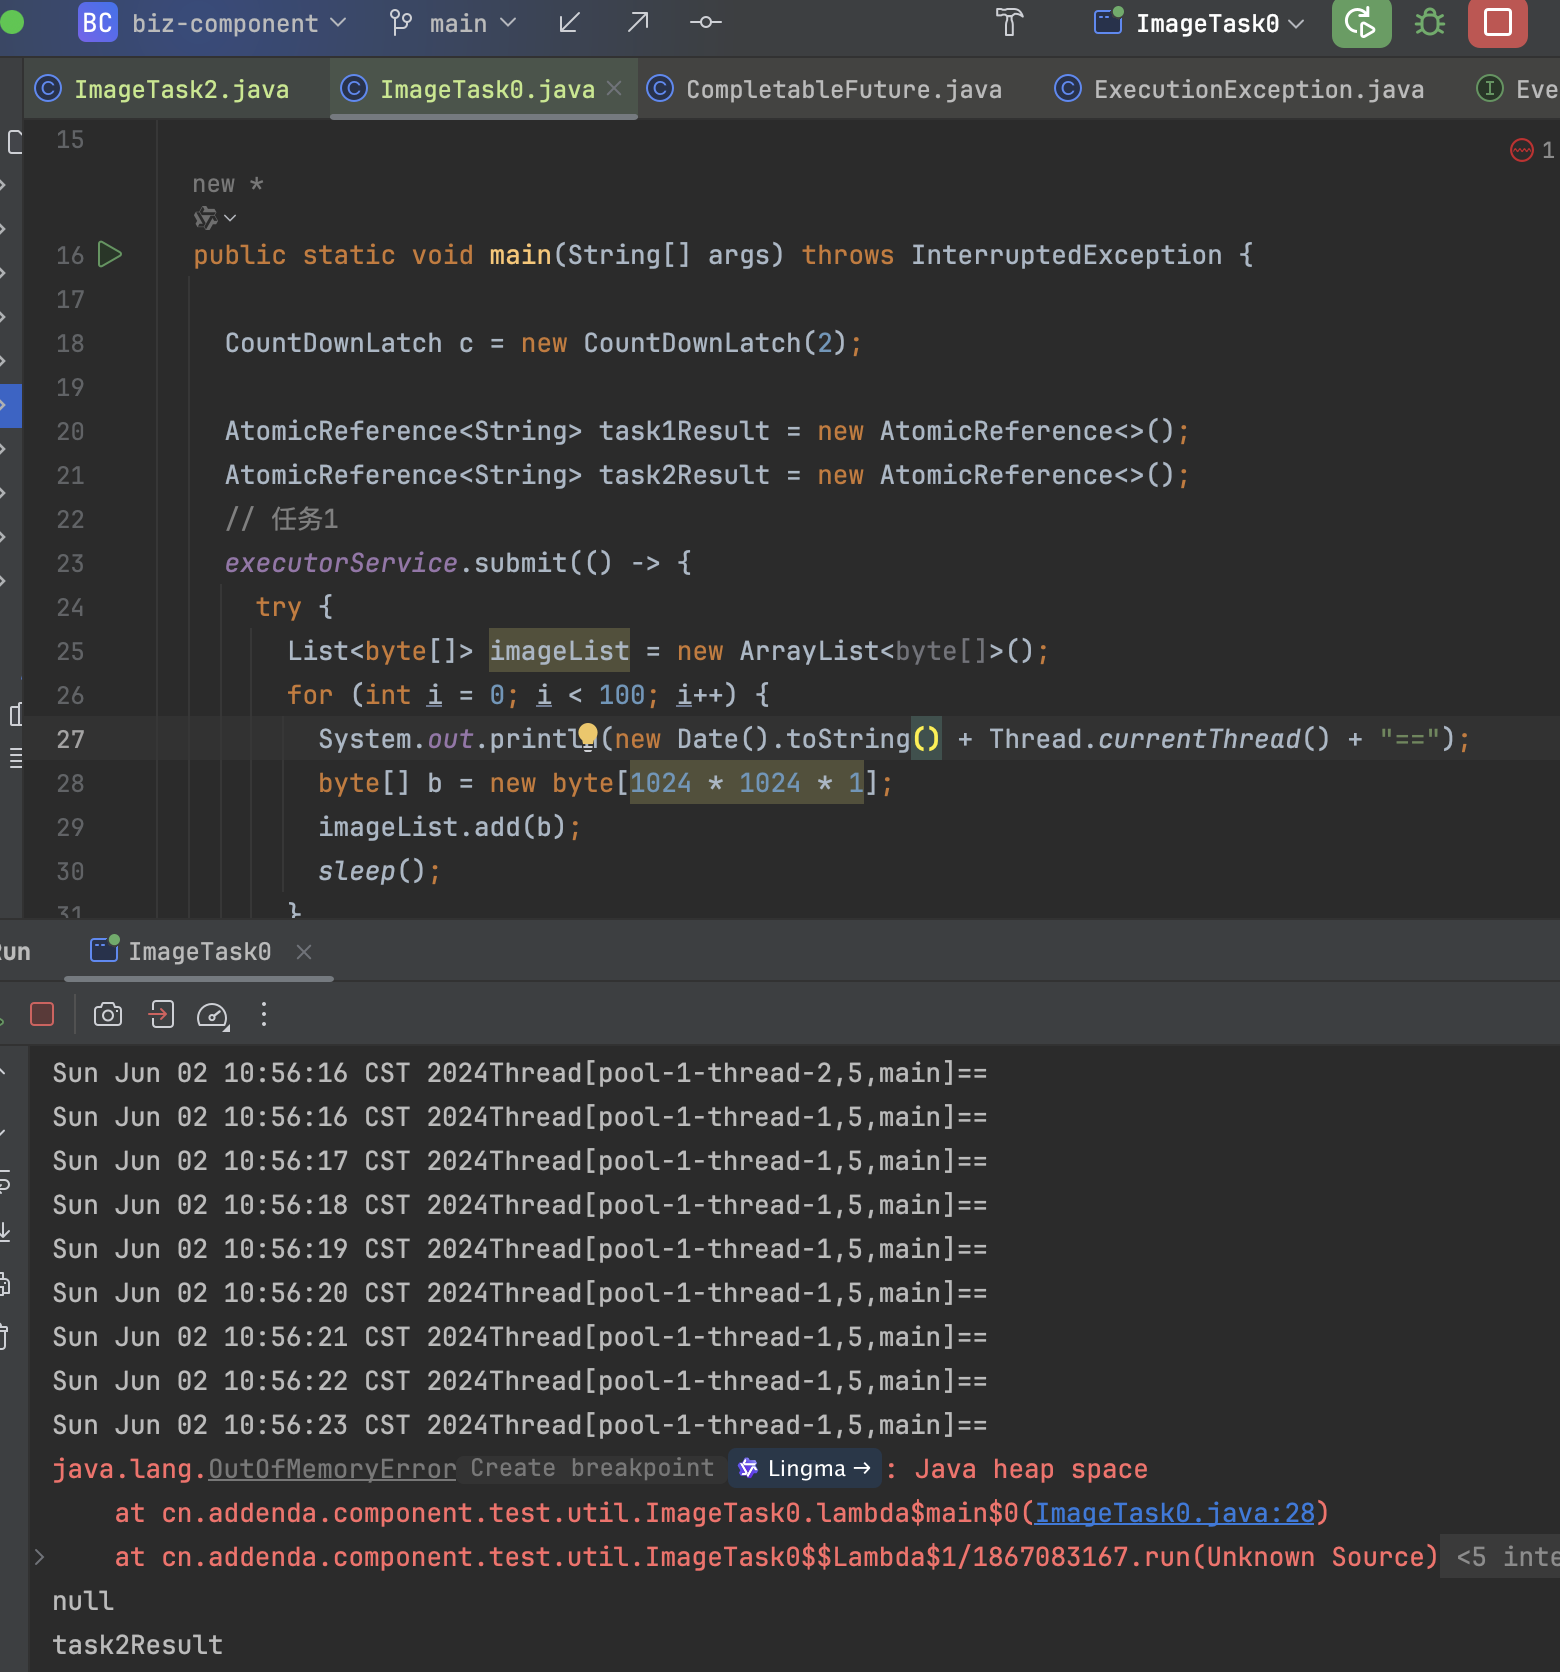 BC biz-component main ImageTask0
ImageTask2.java ImageTask0.java CompletableFuture.java ExecutionException.java Eve
15
1
new *
16 public static void main(String[] args) throws InterruptedException {
17
18 CountDownLatch c = new CountDownLatch(2);
19
20 AtomicReference<String> task1Result = new AtomicReference<>();
21 AtomicReference<String> task2Result = new AtomicReference<>();
22 // 任务1
23 executorService.submit(() -> {
24 try {
25 List<byte[]> imageList = new ArrayList<byte[]>();
26 for (int i = 0; i < 100; i++) {
27 System.out.println(new Date().toString() + Thread.currentThread() + "==");
28 byte[] b = new byte[1024 * 1024 * 1];
29 imageList.add(b);
30 sleep();
31 }
Run ImageTask0
Sun Jun 02 10:56:16 CST 2024Thread[pool-1-thread-2,5,main]==
Sun Jun 02 10:56:16 CST 2024Thread[pool-1-thread-1,5,main]==
Sun Jun 02 10:56:17 CST 2024Thread[pool-1-thread-1,5,main]==
Sun Jun 02 10:56:18 CST 2024Thread[pool-1-thread-1,5,main]==
Sun Jun 02 10:56:19 CST 2024Thread[pool-1-thread-1,5,main]==
Sun Jun 02 10:56:20 CST 2024Thread[pool-1-thread-1,5,main]==
Sun Jun 02 10:56:21 CST 2024Thread[pool-1-thread-1,5,main]==
Sun Jun 02 10:56:22 CST 2024Thread[pool-1-thread-1,5,main]==
Sun Jun 02 10:56:23 CST 2024Thread[pool-1-thread-1,5,main]==
java.lang.OutOfMemoryError Create breakpoint Lingma → : Java heap space
at cn.addenda.component.test.util.ImageTask0.lambda$main$0(ImageTask0.java:28)
at cn.addenda.component.test.util.ImageTask0$$Lambda$1/1867083167.run(Unknown Source) <5 inte
null
task2Result